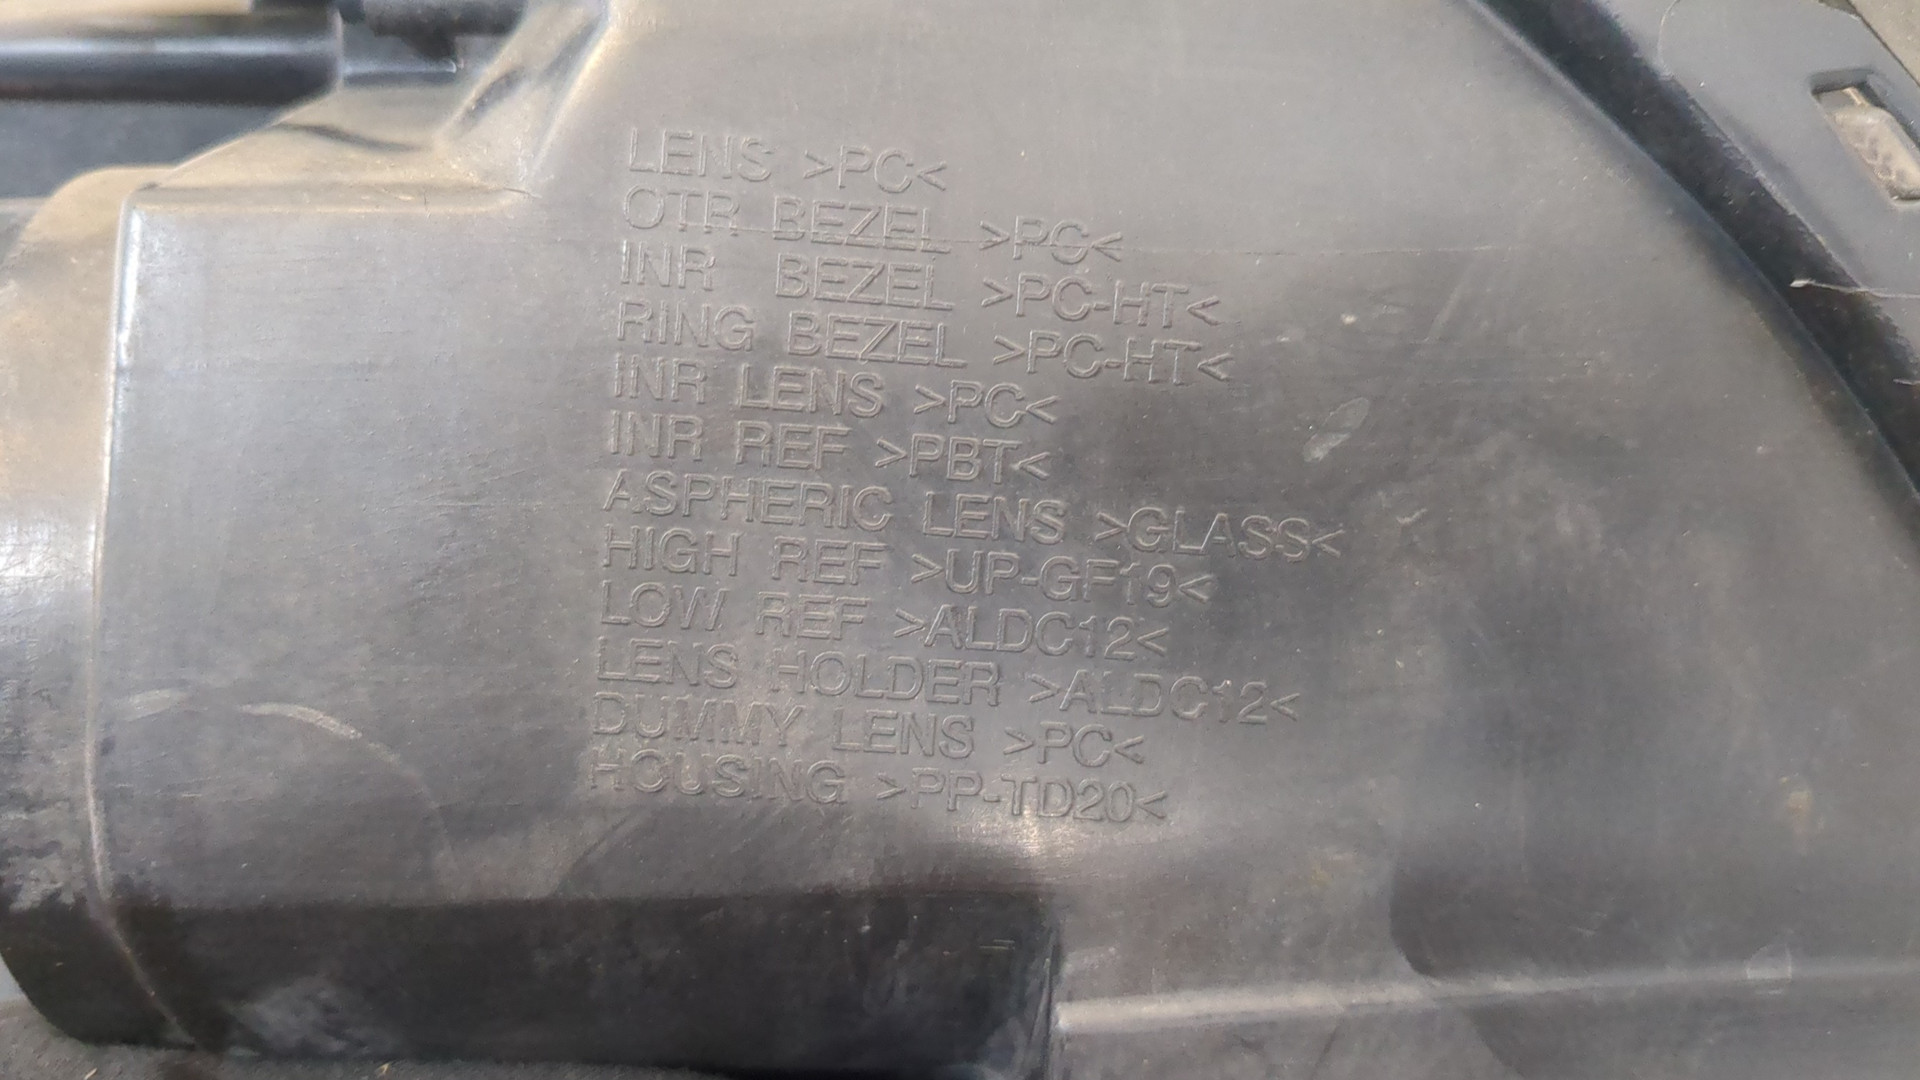 LENS >PC<
OTR BEZEL >PC<
INR BEZEL >PC-HT<
RING BEZEL >PC-HT<
INR LENS >PC<
INR REF >PBT<
ASPHERIC LENS >GLASS<
HIGH REF >UP-GF19<
LOW REF >ALDC12<
LENS HOLDER >ALDC12<
DUMMY LENS >PC<
HOUSING >PP-TD20<